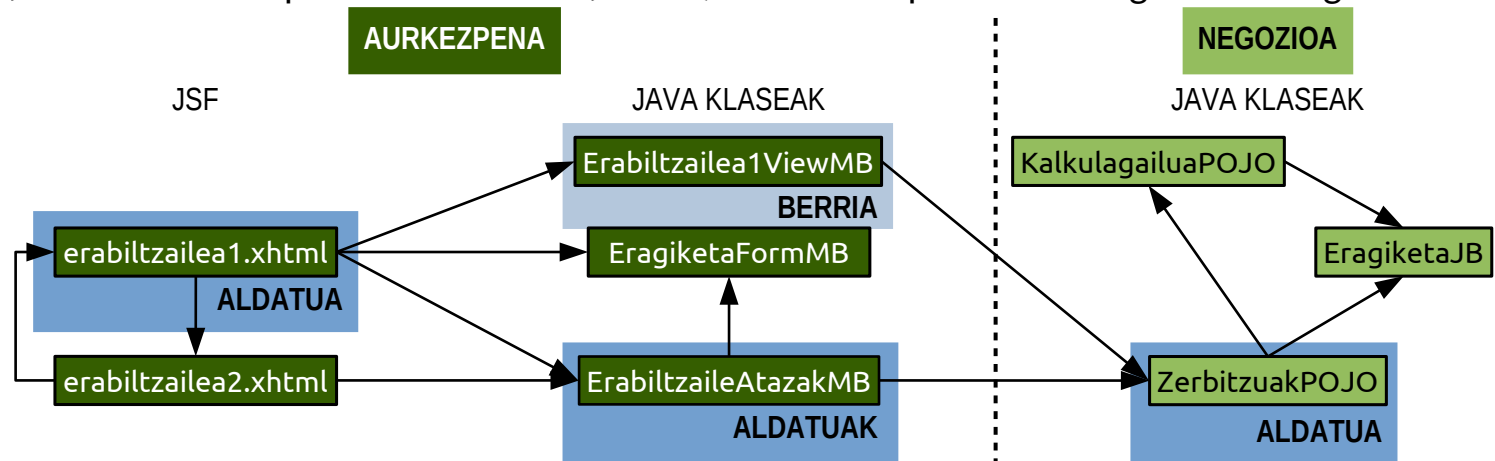 AURKEZPENA
NEGOZIOA
JSF
JAVA KLASEAK
JAVA KLASEAK
Erabiltzailea1ViewMB
KalkulagailuaPOJO
BERRIA
erabiltzailea1.xhtml
EragiketaFormMB
EragiketaJB
ALDATUA
erabiltzailea2.xhtml
ErabiltzaileAtazakMB
ZerbitzuakPOJO
ALDATUAK
ALDATUA